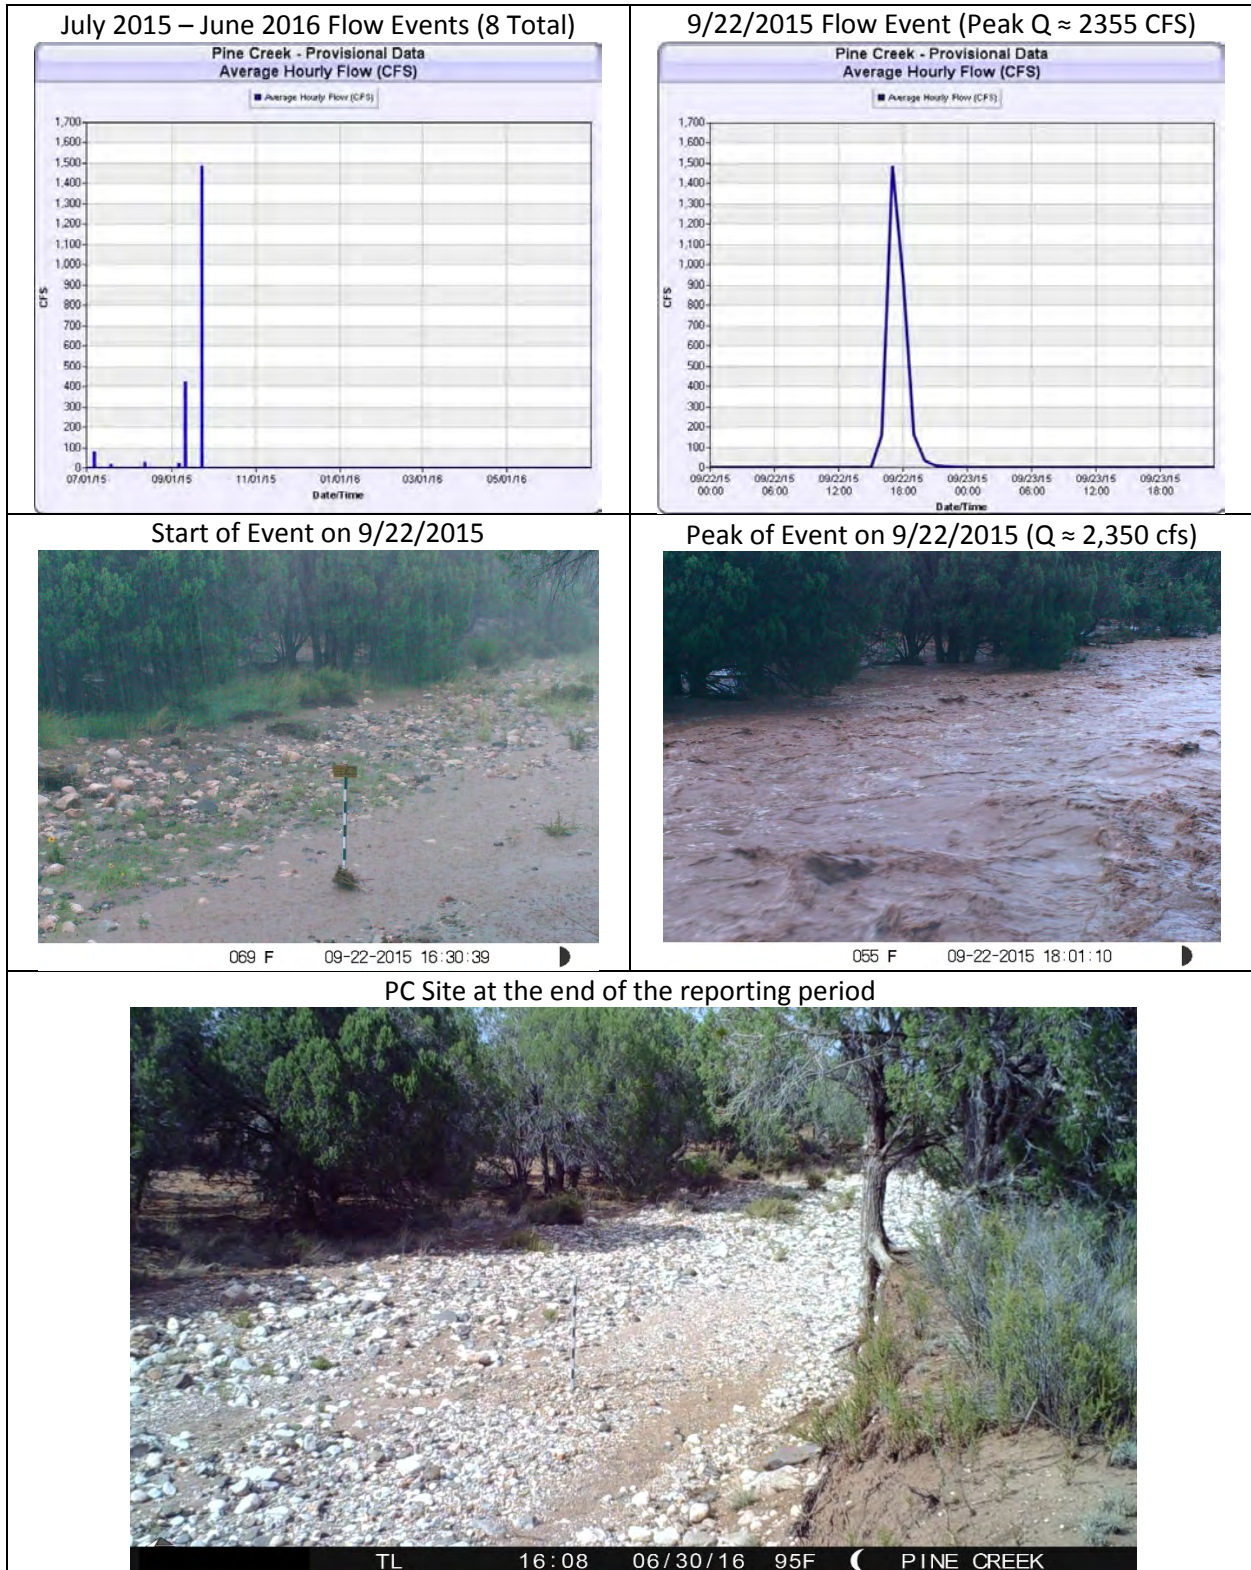 July 2015 – June 2016 Flow Events (8 Total)
Pine Creek - Provisional Data
Average Hourly Flow (CFS)
Average Hourly Flow (CFS)
1,700
1,600
1,500
1,400
1,300
1,200
1,100
1,000
900
800
700
600
500
400
300
200
100
0
CFS
07/01/15 09/01/15 11/01/15 01/01/16 03/01/16 05/01/16
Date/Time
9/22/2015 Flow Event (Peak Q ≈ 2355 CFS)
Pine Creek - Provisional Data
Average Hourly Flow (CFS)
Average Hourly Flow (CFS)
1,700
1,600
1,500
1,400
1,300
1,200
1,100
1,000
900
800
700
600
500
400
300
200
100
0
CFS
09/22/15 09/22/15 09/22/15 09/22/15 09/23/15 09/23/15 09/23/15 09/23/15
00:00 06:00 12:00 18:00 00:00 06:00 12:00 18:00
Date/Time
Start of Event on 9/22/2015
069 F 09-22-2015 16:30:39
Peak of Event on 9/22/2015 (Q ≈ 2,350 cfs)
055 F 09-22-2015 18:01:10
PC Site at the end of the reporting period
TL 16:08 06/30/16 95F PINE CREEK